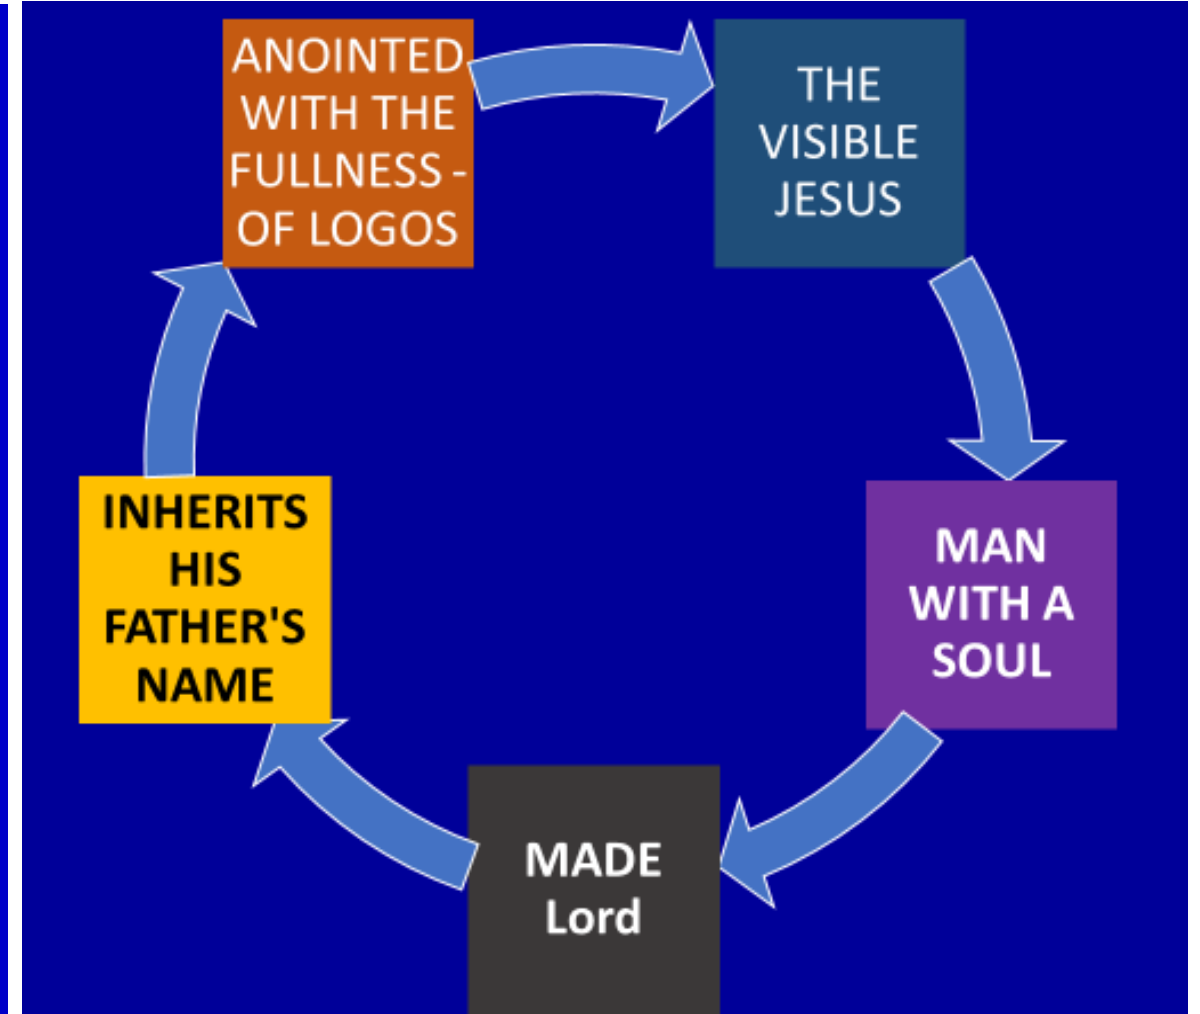 ANOINTED
WITH THE
FULLNESS -
OF LOGOS
THE
VISIBLE
JESUS
MAN
WITH A
SOUL
MADE
Lord
INHERITS
HIS
FATHER'S
NAME